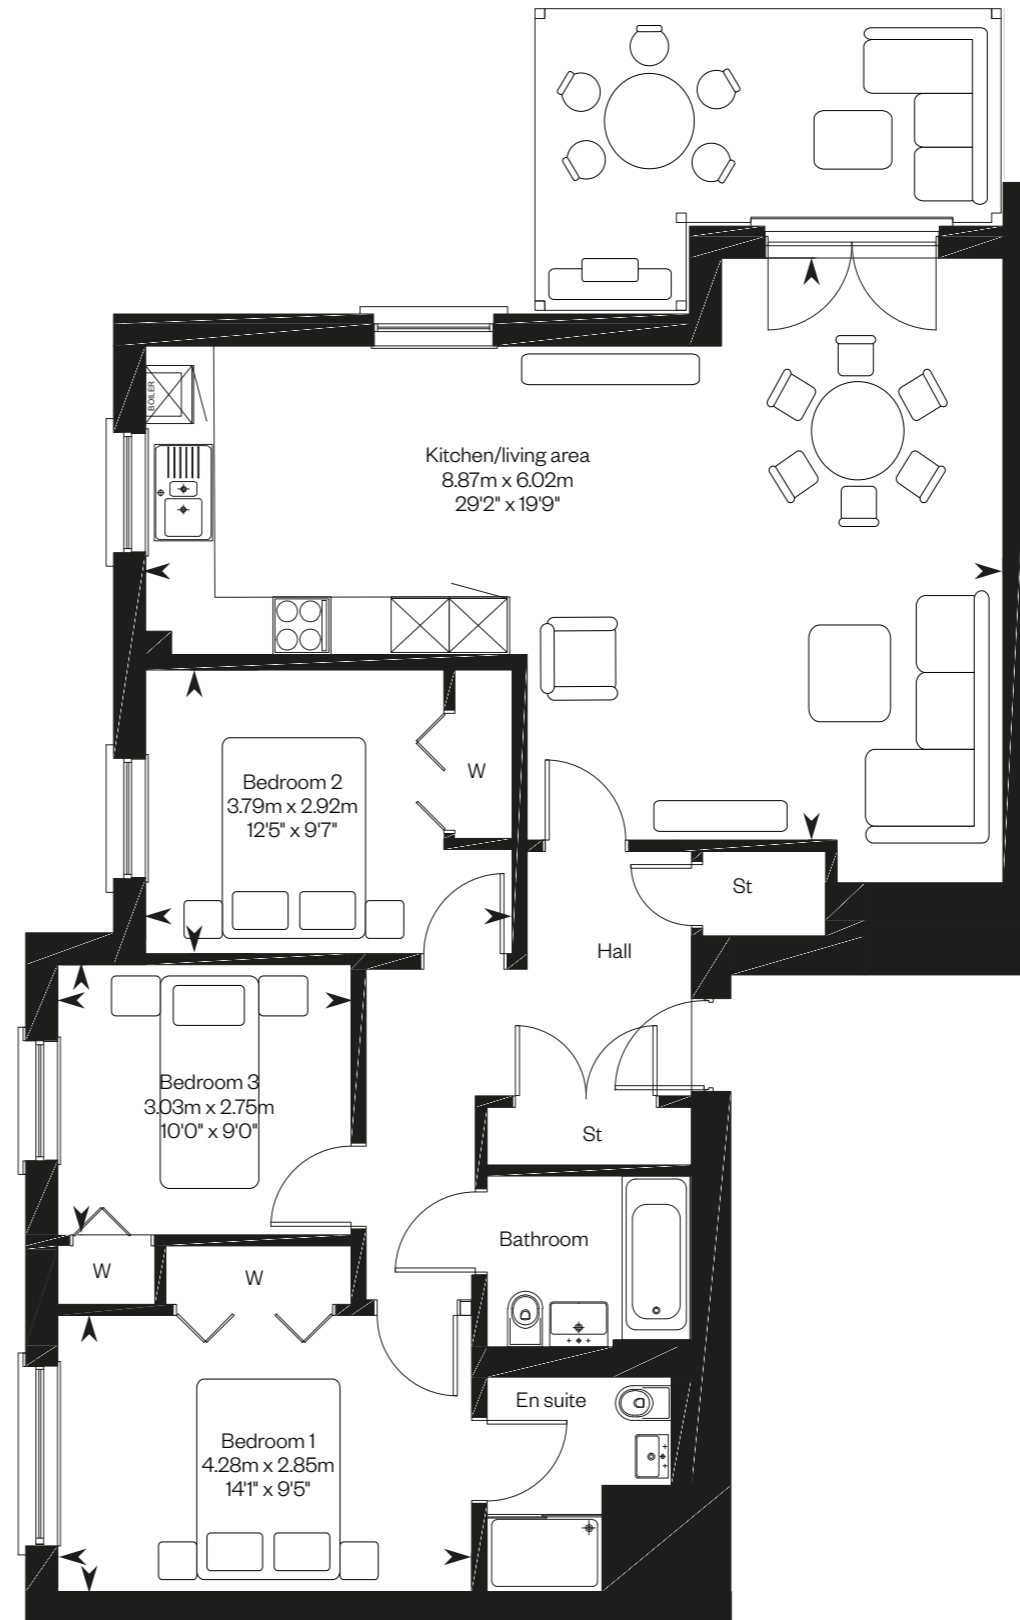 BOILER
Kitchen/living area
8.87m x 6.02m
29'2" x 19'9"
Bedroom 2
3.79m x 2.92m
12'5" x 9'7"
W
St
Hall
Bedroom 3
3.03m x 2.75m
10'0" x 9'0"
St
Bathroom
W
W
En suite
Bedroom 1
4.28m x 2.85m
14'1" x 9'5"